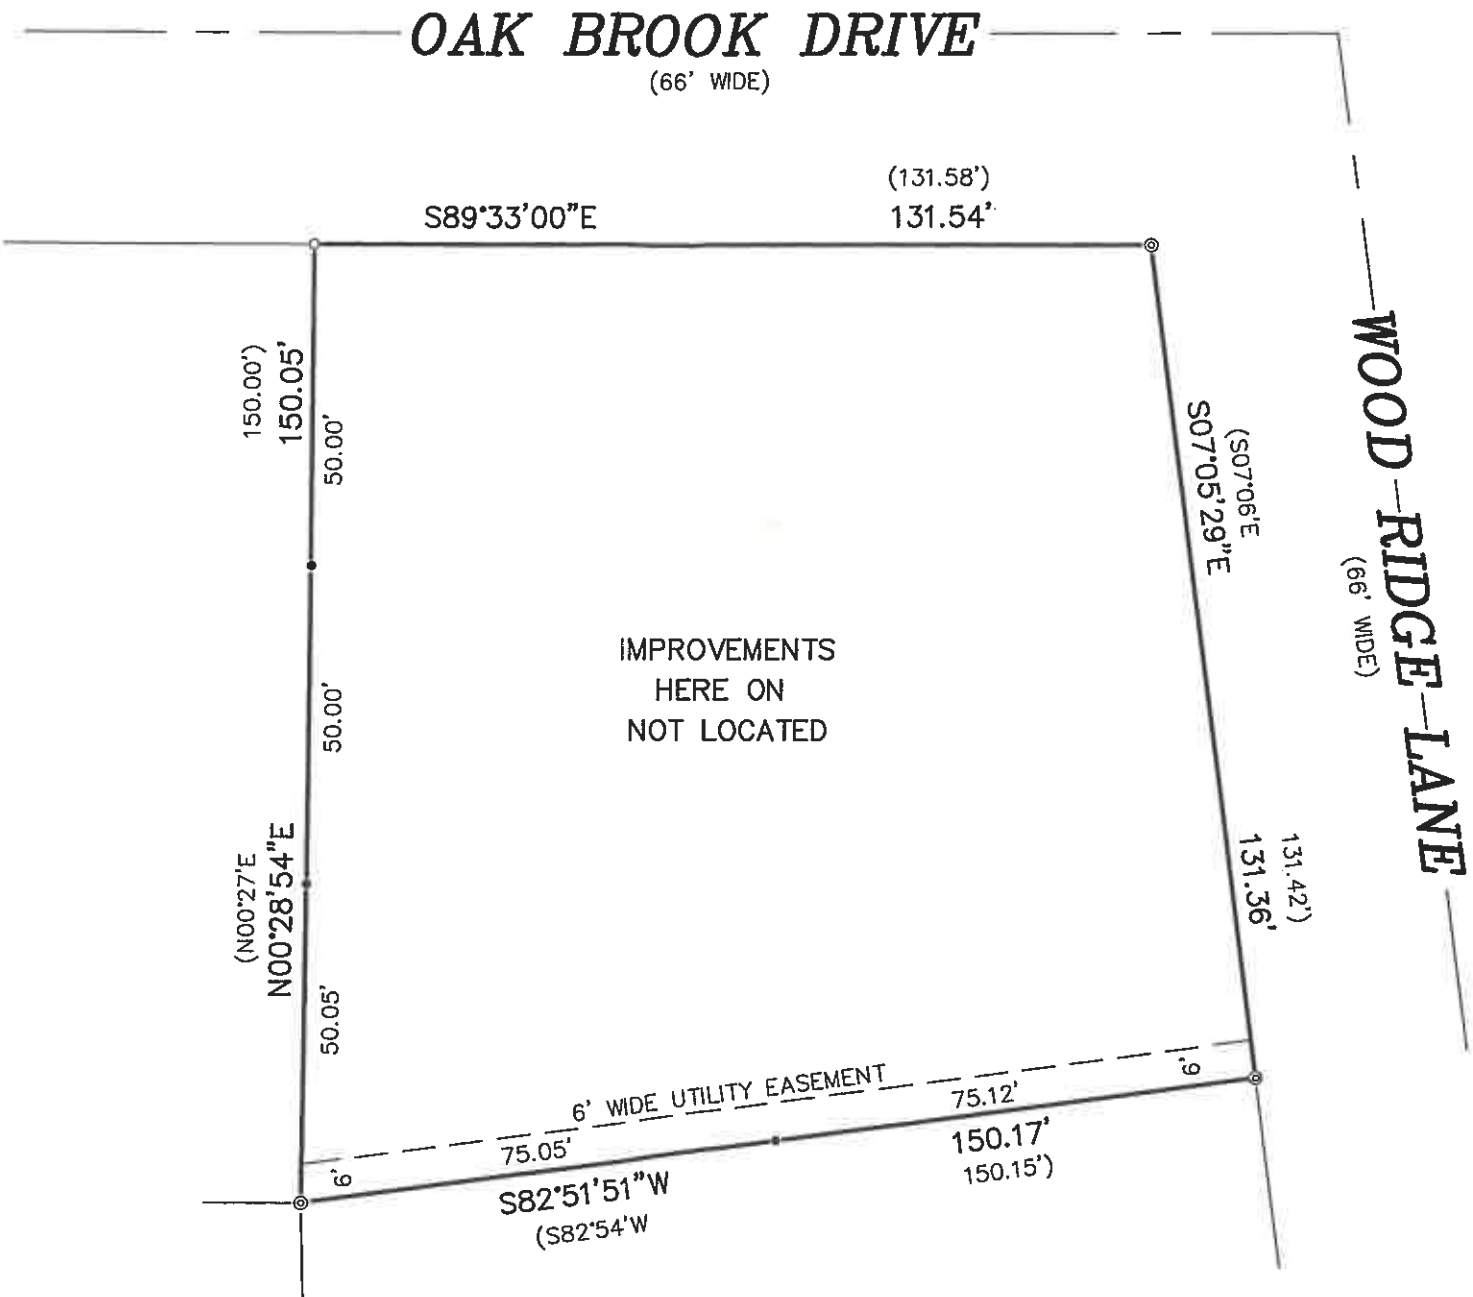 OAK BROOK DRIVE
(66' WIDE)
(131.58')
S89°33'00"E 131.54'
150.00')
150.05'
50.00'
(S07°06'E
S07°05'29"E
WOOD RIDGE LANE
(66' WIDE)
IMPROVEMENTS
HERE ON
NOT LOCATED
50.00'
(N00°27'E
N00°28'54"E
50.05'
131.42')
131.36'
6' WIDE UTILITY EASEMENT
6'
75.12'
75.05'
6'
150.17'
150.15')
S82°51'51"W
(S82°54'W